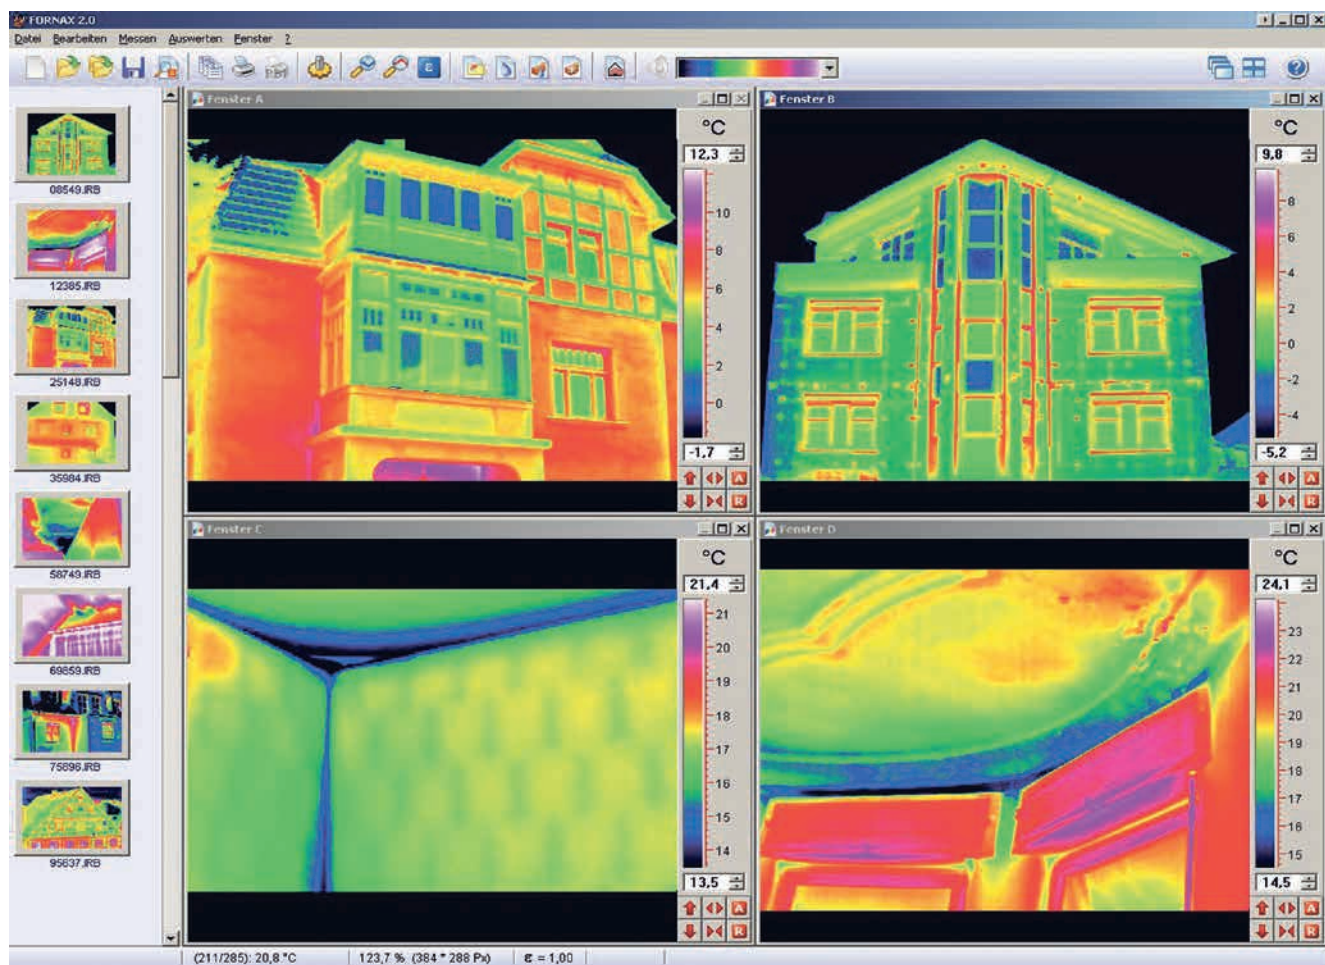 FORNAX 2.0
Datei Bearbeiten Messen Auswerten Fenster ?
ε
08549.IRB
12385.IRB
25148.IRB
35984.IRB
58749.IRB
69859.IRB
75896.IRB
95637.IRB
Fenster A
°C
12,3
10
8
6
4
2
0
-1,7
A
R
Fenster B
°C
9,8
8
6
4
2
0
-2
-4
-5,2
A
R
Fenster C
°C
21,4
21
20
19
18
17
16
15
14
13,5
A
R
Fenster D
°C
24,1
23
22
21
20
19
18
17
16
15
14,5
A
R
(211/285): 20,8 °C 123,7 % (384 * 288 Px) ε = 1,00